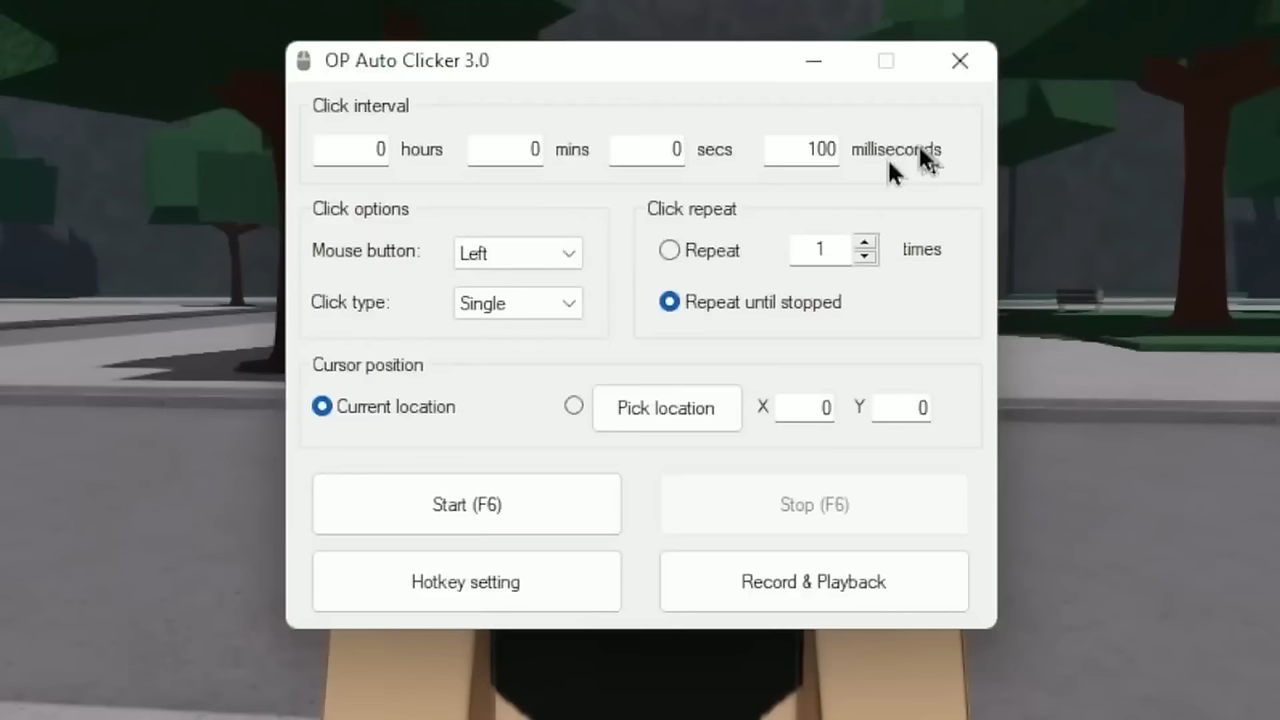 OP Auto Clicker 3.0
Click interval
0 hours 0 mins 0 secs 100 milliseconds
Click options
Click repeat
Mouse button: Left
Repeat 1 times
Click type: Single
Repeat until stopped
Cursor position
Current location Pick location X 0 Y 0
Start (F6) Stop (F6)
Hotkey setting Record & Playback